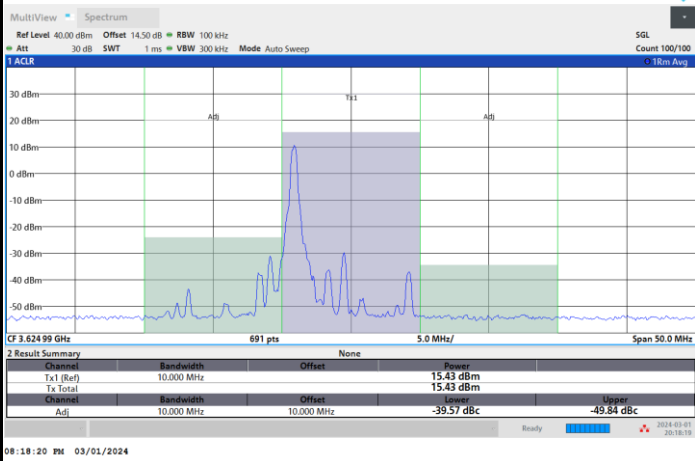 MultiView Spectrum
Ref Level 40.00 dBm Offset 14.50 dB RBW 100 kHz SGL
Att 30 dB SWT 1 ms VBW 300 kHz Mode Auto Sweep Count 100/100
1 ACLR 1Rm Avg
30 dBm
Tx1
20 dBm
Adj Adj
10 dBm
0 dBm
-10 dBm
-20 dBm
-30 dBm
-40 dBm
-50 dBm
CF 3.624 99 GHz 691 pts 5.0 MHz/ Span 50.0 MHz
2 Result Summary None
Channel Bandwidth Offset Power
Tx1 (Ref) 10.000 MHz 15.43 dBm
Tx Total 15.43 dBm
Channel Bandwidth Offset Lower Upper
Adj 10.000 MHz 10.000 MHz -39.57 dBc -49.84 dBc
Ready 2024-03-01
20:18:19
08:18:20 PM 03/01/2024